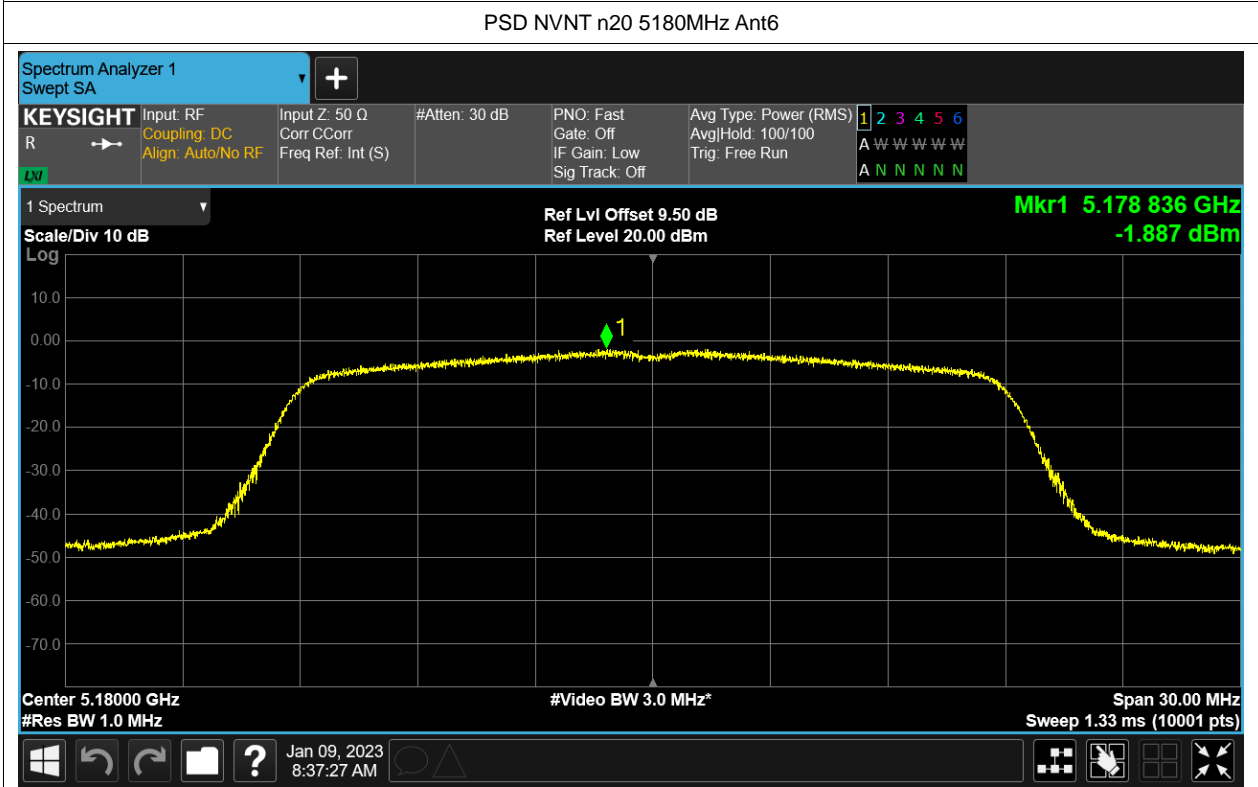 PSD NVNT n20 5180MHz Ant6
Spectrum Analyzer 1
Swept SA
KEYSIGHT
R
LXI
Input: RF
Coupling: DC
Align: Auto/No RF
Input Z: 50 Ω
Corr CCorr
Freq Ref: Int (S)
#Atten: 30 dB
PNO: Fast
Gate: Off
IF Gain: Low
Sig Track: Off
Avg Type: Power (RMS)
Avg|Hold: 100/100
Trig: Free Run
1 2 3 4 5 6
A W W W W W
A N N N N N
1 Spectrum
Scale/Div 10 dB
Log
Ref Lvl Offset 9.50 dB
Ref Level 20.00 dBm
Mkr1 5.178 836 GHz
-1.887 dBm
10.0
0.00
1
-10.0
-20.0
-30.0
-40.0
-50.0
-60.0
-70.0
Center 5.18000 GHz
#Res BW 1.0 MHz
#Video BW 3.0 MHz*
Span 30.00 MHz
Sweep 1.33 ms (10001 pts)
?
Jan 09, 2023
8:37:27 AM